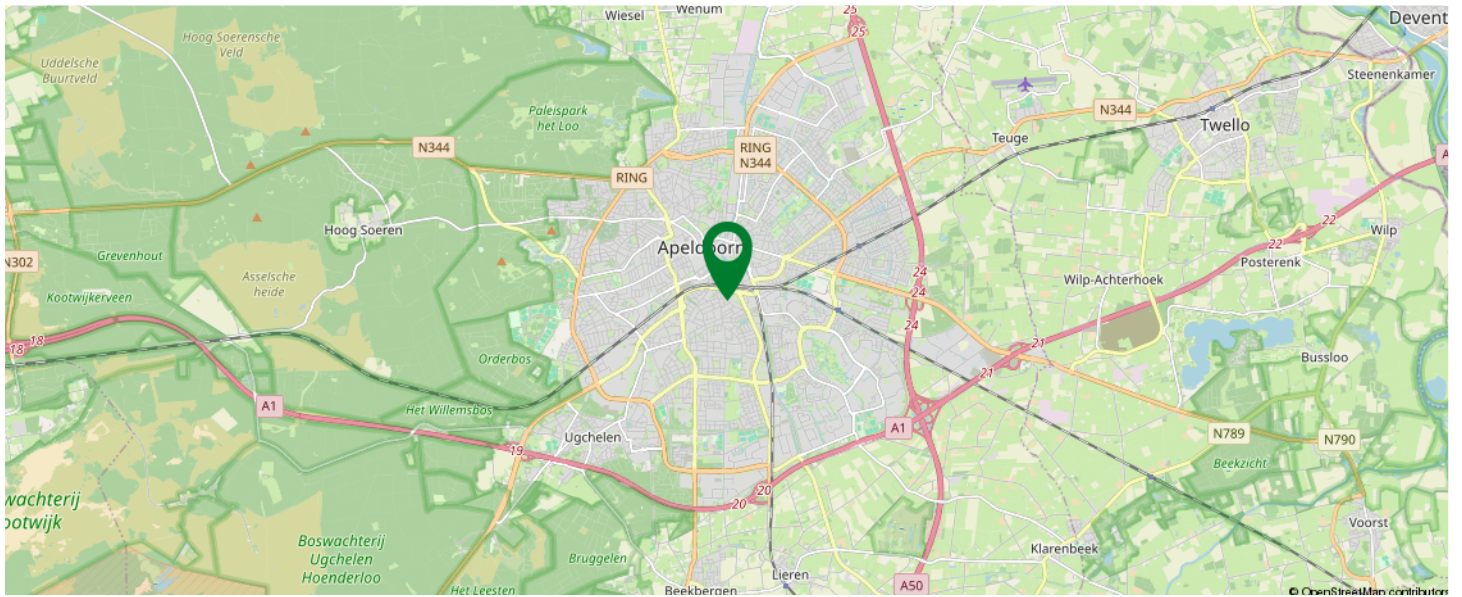 Wiesel
Wenum
25
25
Devent
Hoog Soerensche
Veld
Uddelsche
Buurtveld
Steenenkamer
Paleispark
het Loo
N344
Twello
Teuge
N344
RING
N344
A
RING
22
22
Hoog Soeren
Wilp
Apeldoorn
Grevenhout
N302
Posterenk
24
24
24
Wilp-Achterhoek
Asselsche
heide
Kootwijkerveen
18
18
21
21
Orderbos
Bussloo
A1
Het Willemsbos
A1
Ugchelen
N789
N790
19
Beekzicht
20
20
wachterij
ootwijk
Voorst
Boswachterij
Ugchelen
Hoenderloo
Bruggelen
Klarenbeek
Lieren
A50
Het Leesten
Beekbergen
© OpenStreetMap contributors